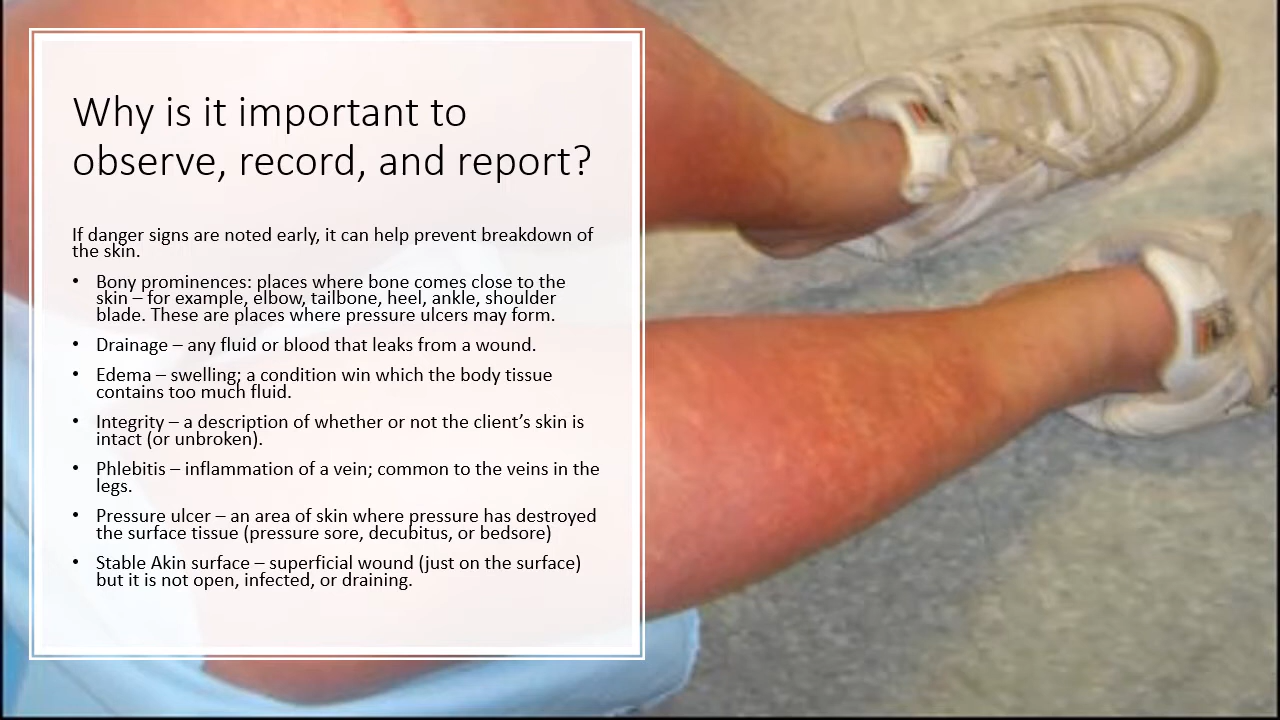 Why is it important to
observe, record, and report?
If danger signs are noted early, it can help prevent breakdown of
the skin.
• Bony prominences: places where bone comes close to the
skin – for example, elbow, tailbone, heel, ankle, shoulder
blade. These are places where pressure ulcers may form.
• Drainage – any fluid or blood that leaks from a wound.
• Edema – swelling; a condition win which the body tissue
contains too much fluid.
• Integrity – a description of whether or not the client’s skin is
intact (or unbroken).
• Phlebitis – inflammation of a vein; common to the veins in the
legs.
• Pressure ulcer – an area of skin where pressure has destroyed
the surface tissue (pressure sore, decubitus, or bedsore)
• Stable Akin surface – superficial wound (just on the surface)
but it is not open, infected, or draining.